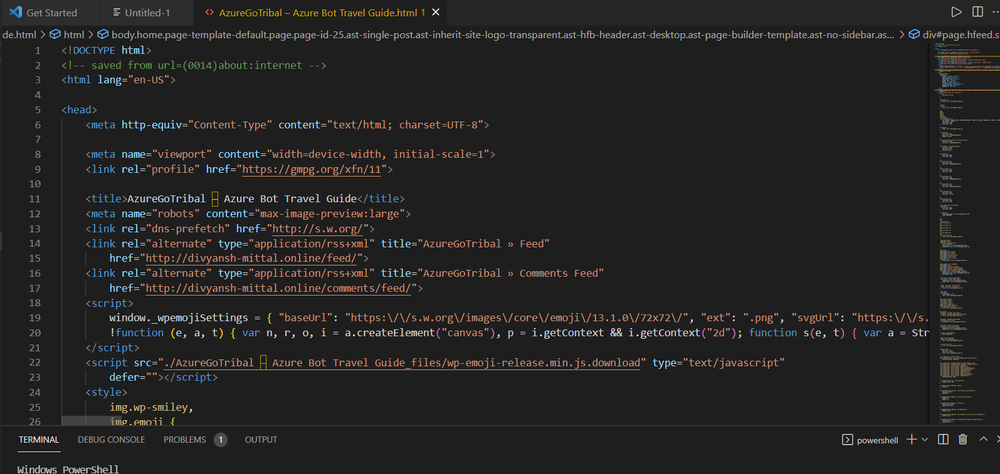 Get Started
Untitled-1
AzureGoTribal – Azure Bot Travel Guide.html 1
de.html > html > body.home.page-template-default.page.page-id-25.ast-single-post.ast-inherit-site-logo-transparent.ast-hfb-header.ast-desktop.ast-page-builder-template.ast-no-sidebar.as... > div#page.hfeed.s...
1 <!DOCTYPE html>
2 <!-- saved from url=(0014)about:internet -->
3 <html lang="en-US">
4
5 <head>
6 <meta http-equiv="Content-Type" content="text/html; charset=UTF-8">
7
8 <meta name="viewport" content="width=device-width, initial-scale=1">
9 <link rel="profile" href="https://gmpg.org/xfn/11">
10
11 <title>AzureGoTribal – Azure Bot Travel Guide</title>
12 <meta name="robots" content="max-image-preview:large">
13 <link rel="dns-prefetch" href="http://s.w.org/">
14 <link rel="alternate" type="application/rss+xml" title="AzureGoTribal » Feed"
15 href="http://divyansh-mittal.online/feed/">
16 <link rel="alternate" type="application/rss+xml" title="AzureGoTribal » Comments Feed"
17 href="http://divyansh-mittal.online/comments/feed/">
18 <script>
19 window._wpemojiSettings = { "baseUrl": "https:\/\/s.w.org\/images\/core\/emoji\/13.1.0\/72x72\/", "ext": ".png", "svgUrl": "https:\/\/s.
20 !function (e, a, t) { var n, r, o, i = a.createElement("canvas"), p = i.getContext && i.getContext("2d"); function s(e, t) { var a = Str
21 </script>
22 <script src="./AzureGoTribal – Azure Bot Travel Guide_files/wp-emoji-release.min.js.download" type="text/javascript"
23 defer=""></script>
24 <style>
25 img.wp-smiley,
26 img.emoji {
TERMINAL DEBUG CONSOLE PROBLEMS 1 OUTPUT
powershell
Windows PowerShell